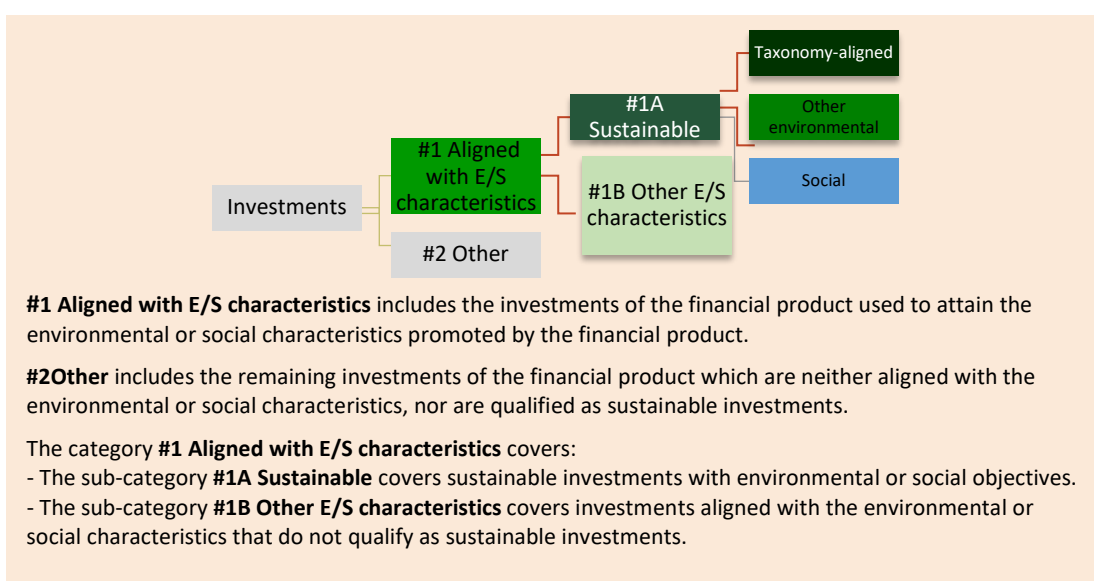 Taxonomy-aligned
#1A
Sustainable
Other
environmental
#1 Aligned
with E/S
characteristics
Social
#1B Other E/S
characteristics
Investments
#2 Other
#1 Aligned with E/S characteristics includes the investments of the financial product used to attain the
environmental or social characteristics promoted by the financial product.
#2Other includes the remaining investments of the financial product which are neither aligned with the
environmental or social characteristics, nor are qualified as sustainable investments.
The category #1 Aligned with E/S characteristics covers:
- The sub-category #1A Sustainable covers sustainable investments with environmental or social objectives.
- The sub-category #1B Other E/S characteristics covers investments aligned with the environmental or
social characteristics that do not qualify as sustainable investments.